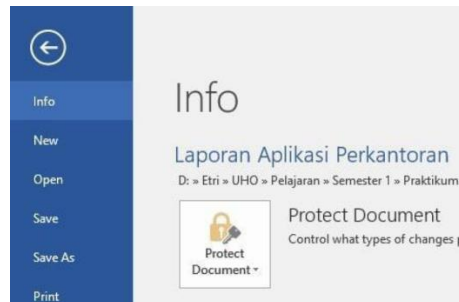 Info
New
Open
Save
Save As
Print
Info
Laporan Aplikasi Perkantoran
D: » Etri » UHO » Pelajaran » Semester 1 » Praktikum
Protect Document
Control what types of changes
Protect
Document